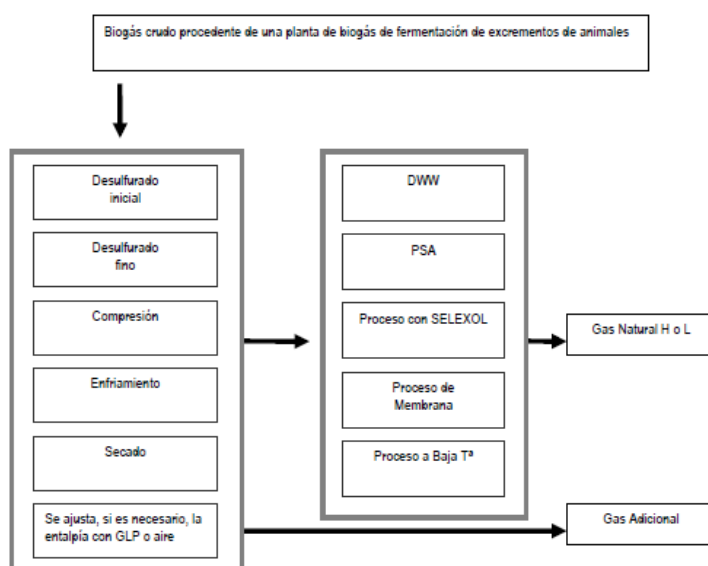 Biogás crudo procedente de una planta de biogás de fermentación de excrementos de animales
Desulfurado
inicial
Desulfurado
fino
Compresión
Enfriamiento
Secado
Se ajusta, si es necesario, la
entalpía con GLP o aire
DWW
PSA
Proceso con SELEXOL
Proceso de
Membrana
Proceso a Baja Tª
Gas Natural H o L
Gas Adicional